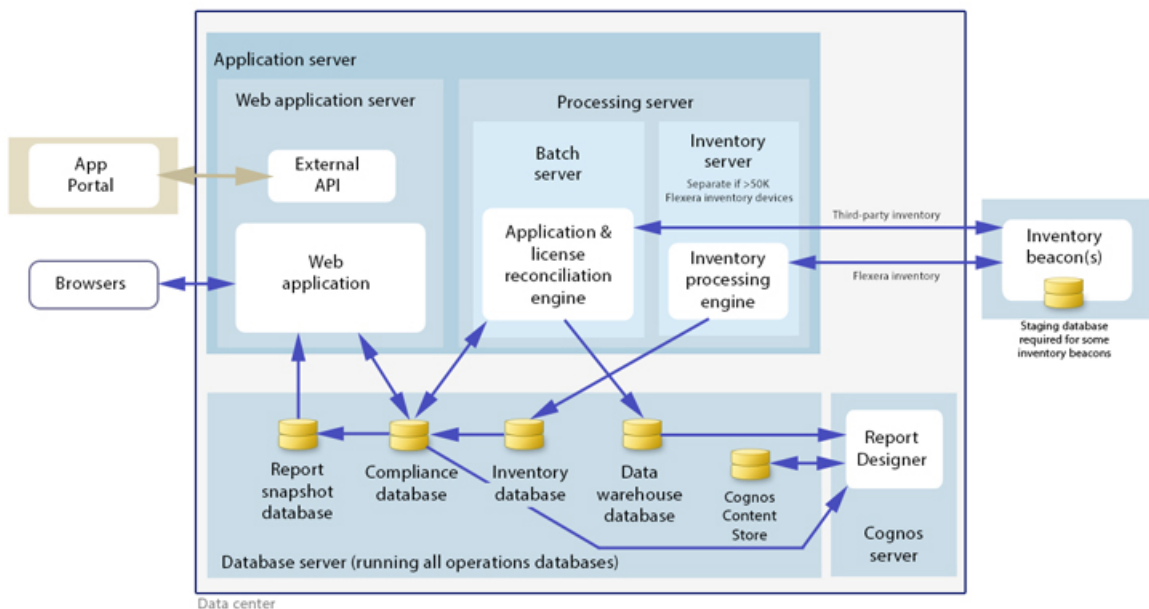 Application server
Web application server
Processing server
App
Portal
External
API
Batch
server
Inventory
server
Separate if >50K
Flexera inventory devices
Third-party inventory
Browsers
Web
application
Application &
license
reconciliation
engine
Inventory
processing
engine
Flexera inventory
Inventory
beacon(s)
Staging database
required for some
inventory beacons
Report
snapshot
database
Compliance
database
Inventory
database
Data
warehouse
database
Cognos
Content
Store
Report
Designer
Cognos
server
Database server (running all operations databases)
Data center